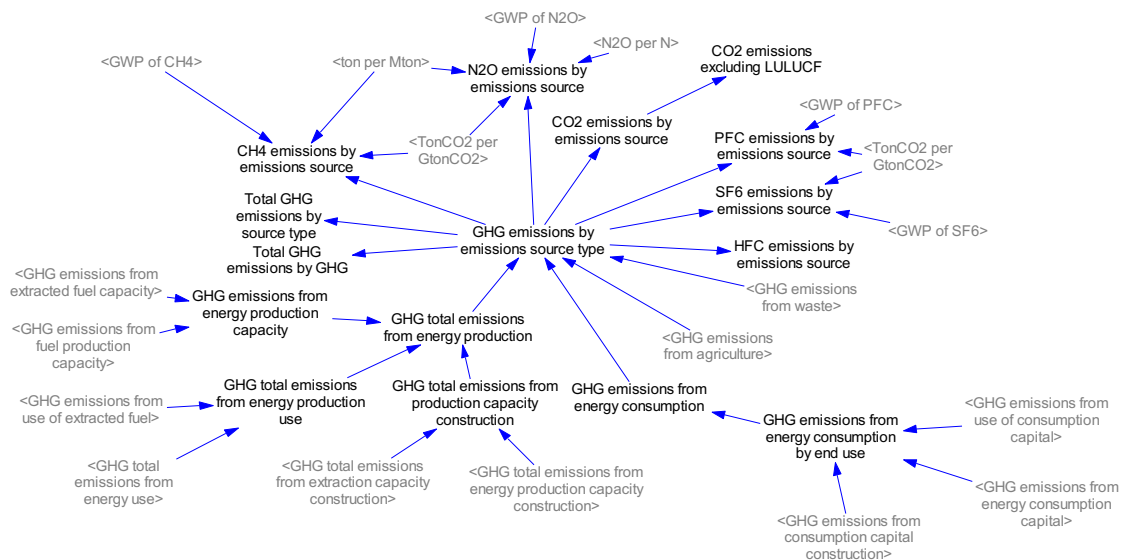 <GWP of N2O>
<N2O per N>
CO2 emissions
excluding LULUCF
<GWP of CH4>
<ton per Mton>
N2O emissions by
emissions source
<GWP of PFC>
CO2 emissions by
emissions source
PFC emissions by
emissions source
<TonCO2 per
GtonCO2>
CH4 emissions by
emissions source
<TonCO2 per
GtonCO2>
SF6 emissions by
emissions source
Total GHG
emissions by
source type
<GWP of SF6>
GHG emissions by
emissions source type
Total GHG
emissions by GHG
HFC emissions by
emissions source
<GHG emissions from
extracted fuel capacity>
GHG emissions from
energy production
capacity
<GHG emissions
from waste>
GHG total emissions
from energy production
<GHG emissions from
fuel production
capacity>
<GHG emissions
from agriculture>
GHG total emissions
from energy production
use
GHG total emissions from
production capacity
construction
GHG emissions from
energy consumption
<GHG emissions from
use of extracted fuel>
GHG emissions from
energy consumption
by end use
<GHG emissions from
use of consumption
capital>
<GHG total
emissions from
energy use>
<GHG total emissions
from extraction capacity
construction>
<GHG total emissions from
energy production capacity
construction>
<GHG emissions from
energy consumption
capital>
<GHG emissions from
consumption capital
construction>